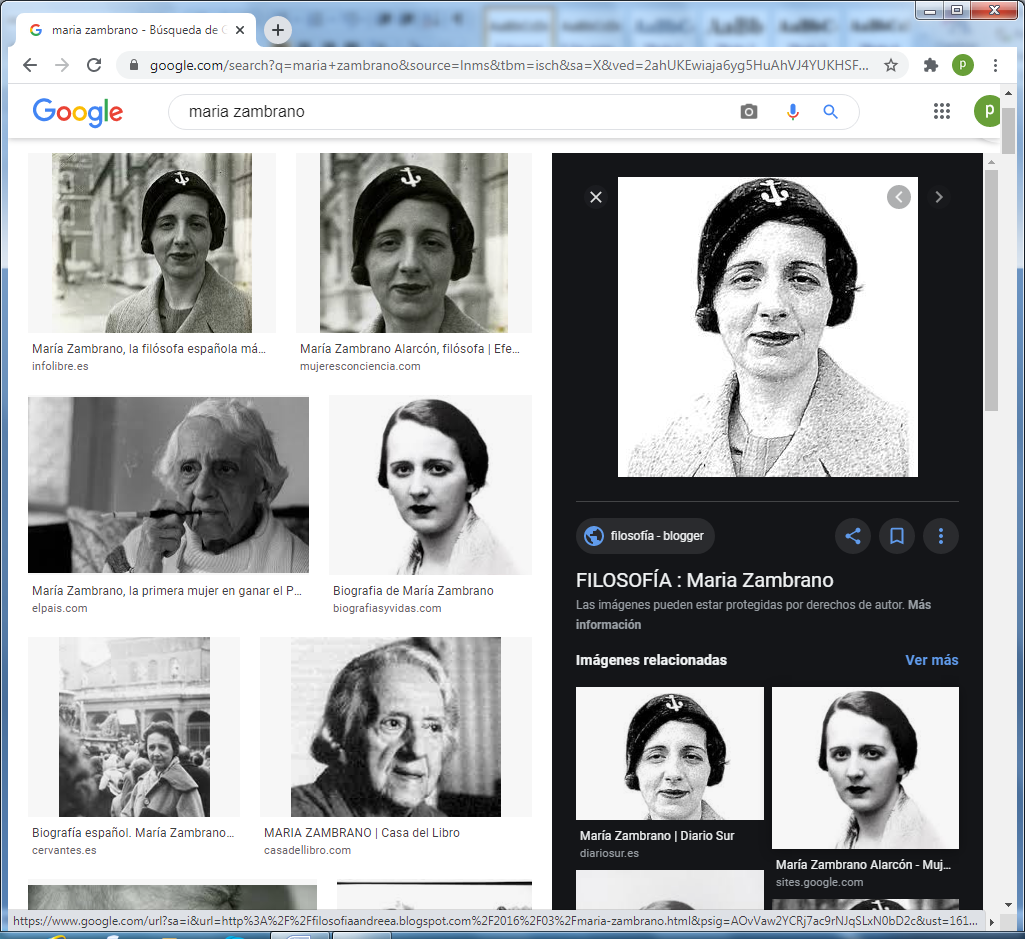 maria zambrano - Búsqueda de G
google.com/search?q=maria+zambrano&source=lnms&tbm=isch&sa=X&ved=2ahUKEwiaja6yg5HuAhVJ4YUKHSF...
p
Google
maria zambrano
p
María Zambrano, la filósofa española má...
infolibre.es
María Zambrano Alarcón, filósofa | Efe...
mujeresconciencia.com
María Zambrano, la primera mujer en ganar el P...
elpais.com
Biografia de María Zambrano
biografiasyvidas.com
Biografía español. María Zambrano...
cervantes.es
MARIA ZAMBRANO | Casa del Libro
casadellibro.com
filosofía - blogger
FILOSOFÍA : Maria Zambrano
Las imágenes pueden estar protegidas por derechos de autor. Más
información
Imágenes relacionadas
Ver más
María Zambrano | Diario Sur
diariosur.es
María Zambrano Alarcón - Muj...
sites.google.com
https://www.google.com/url?sa=i&url=http%3A%2F%2Ffilosofiaandreea.blogspot.com%2F2016%2F03%2Fmaria-zambrano.html&psig=AOvVaw2YCRj7ac9rNJqSLxN0bD2c&ust=161...